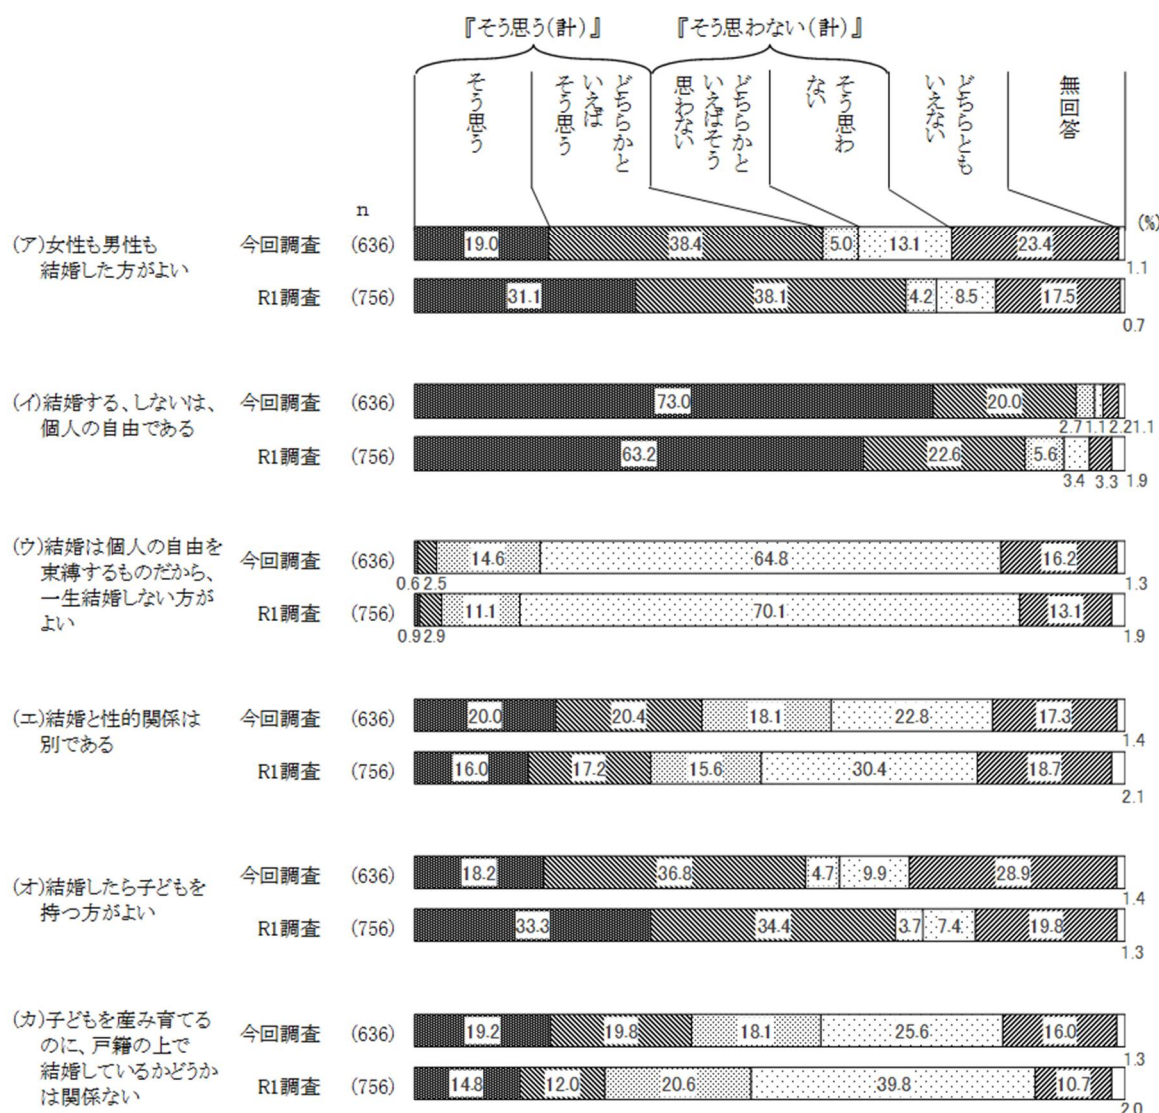 『そう思う(計)』
『そう思わない(計)』
そう思う
どちらかと
いえば
そう思う
どちらかと
いえばそう
思わない
そう思わ
ない
どちらとも
いえない
無回答
n
(%)
(ア)女性も男性も
結婚した方がよい
今回調査 (636) 19.0 38.4 5.0 13.1 23.4 1.1
R1調査 (756) 31.1 38.1 4.2 8.5 17.5 0.7
(イ)結婚する、しないは、
個人の自由である
今回調査 (636) 73.0 20.0 2.7 1.1 2.2 1.1
R1調査 (756) 63.2 22.6 5.6 3.4 3.3 1.9
(ウ)結婚は個人の自由を
束縛するものだから、
一生結婚しない方が
よい
今回調査 (636) 0.6 2.5 14.6 64.8 16.2 1.3
R1調査 (756) 0.9 2.9 11.1 70.1 13.1 1.9
(エ)結婚と性的関係は
別である
今回調査 (636) 20.0 20.4 18.1 22.8 17.3 1.4
R1調査 (756) 16.0 17.2 15.6 30.4 18.7 2.1
(オ)結婚したら子どもを
持つ方がよい
今回調査 (636) 18.2 36.8 4.7 9.9 28.9 1.4
R1調査 (756) 33.3 34.4 3.7 7.4 19.8 1.3
(カ)子どもを産み育てる
のに、戸籍の上で
結婚しているかどうか
は関係ない
今回調査 (636) 19.2 19.8 18.1 25.6 16.0 1.3
R1調査 (756) 14.8 12.0 20.6 39.8 10.7 2.0